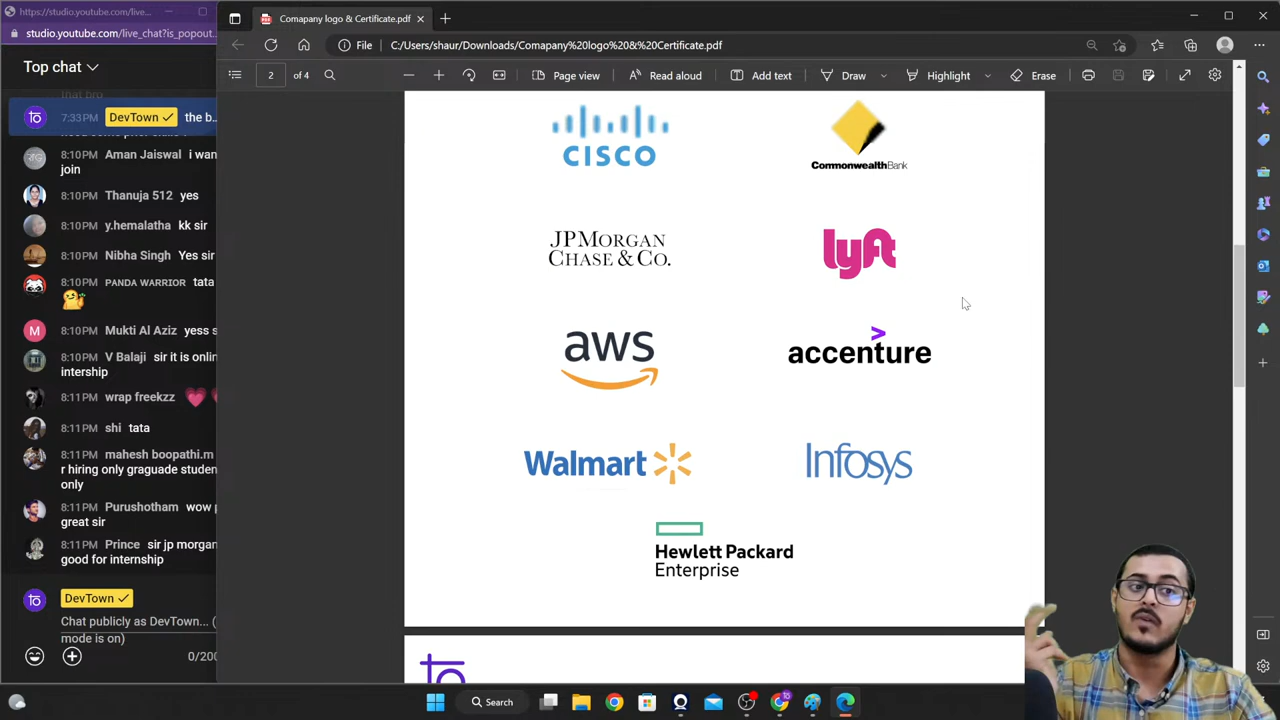 https://studio.youtube.com/live...
studio.youtube.com/live_chat?is_popout...
Top chat
that bro
7:33PM DevTown the b...
need some prior skills
8:10PM Aman Jaiswal i wan
join
8:10PM Thanuja 512 yes
8:10PM y.hemalatha kk sir
8:10PM Nibha Singh Yes sir
8:10PM PANDA WARRIOR tata
8:10PM Mukti Al Aziz yess s
8:10PM V Balaji sir it is onlin
intership
8:11PM wrap freekzz
8:11PM shi tata
8:11PM mahesh boopathi.m
r hiring only graguade studen
only
8:11PM Purushotham wow
great sir
8:11PM Prince sir jp morgan
good for internship
DevTown
Chat publicly as DevTown... (
mode is on)
0/200
Comapany logo & Certificate.pdf
File C:/Users/shaur/Downloads/Comapany%20logo%20&%20Certificate.pdf
2 of 4
Page view
Read aloud
Add text
Draw
Highlight
Erase
CISCO
CommonwealthBank
JPMORGAN
CHASE & CO.
lyft
aws
accenture
Walmart
Infosys
Hewlett Packard
Enterprise
Search